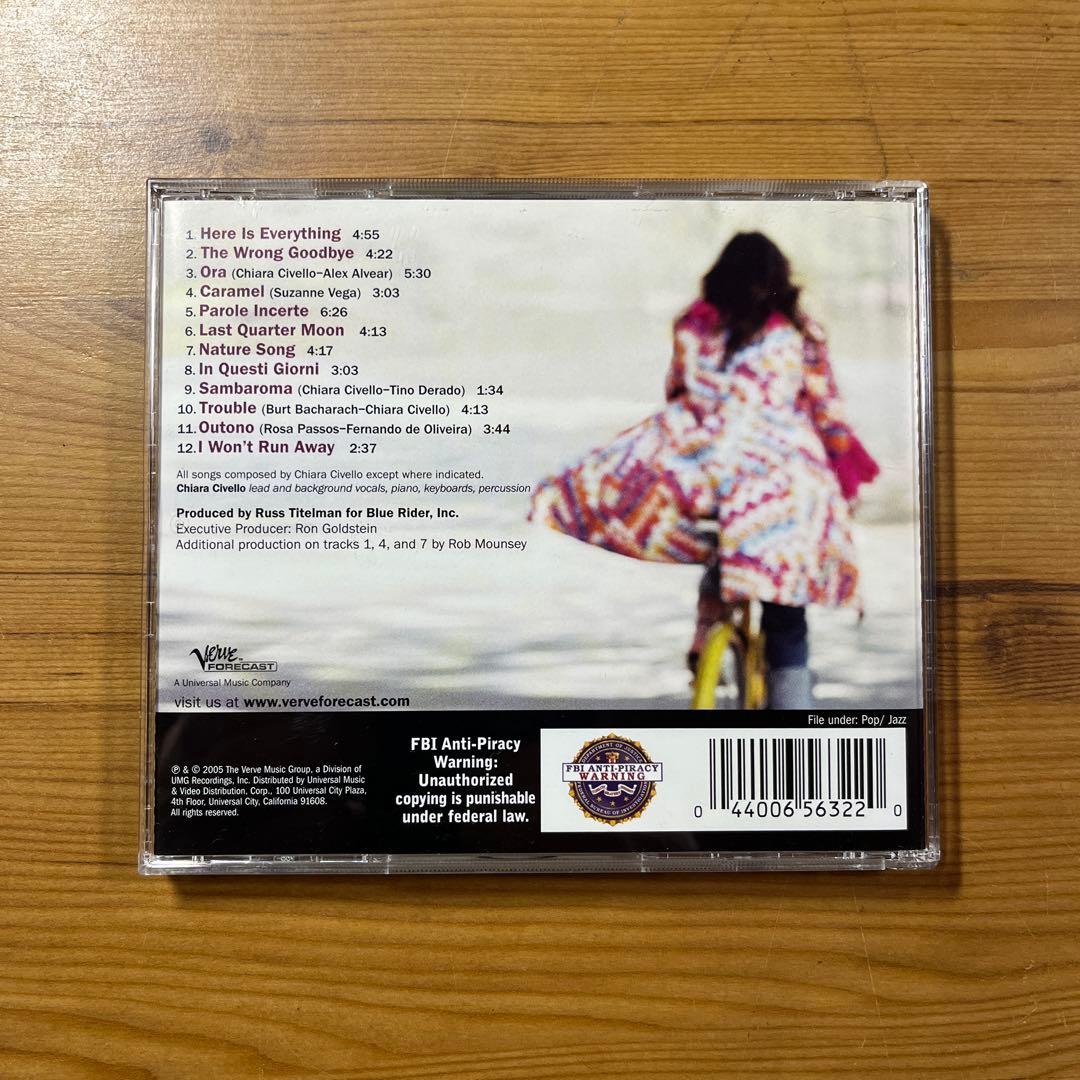 1. Here Is Everything 4:55
2. The Wrong Goodbye 4:22
3. Ora (Chiara Civello–Alex Alvear) 5:30
4. Caramel (Suzanne Vega) 3:03
5. Parole Incerte 6:26
6. Last Quarter Moon 4:13
7. Nature Song 4:17
8. In Questi Giorni 3:03
9. Sambaroma (Chiara Civello–Tino Derado) 1:34
10. Trouble (Burt Bacharach–Chiara Civello) 4:13
11. Outono (Rosa Passos–Fernando de Oliveira) 3:44
12. I Won't Run Away 2:37
All songs composed by Chiara Civello except where indicated.
Chiara Civello lead and background vocals, piano, keyboards, percussion
Produced by Russ Titelman for Blue Rider, Inc.
Executive Producer: Ron Goldstein
Additional production on tracks 1, 4, and 7 by Rob Mounsey
Verve
FORECAST
A Universal Music Company
visit us at www.verveforecast.com
File under: Pop/ Jazz
℗ & © 2005 The Verve Music Group, a Division of
UMG Recordings, Inc. Distributed by Universal Music
& Video Distribution, Corp., 100 Universal City Plaza,
4th Floor, Universal City, California 91608.
All rights reserved.
FBI Anti-Piracy
Warning:
Unauthorized
copying is punishable
under federal law.
DEPARTMENT OF JUSTICE
FBI ANTI-PIRACY
WARNING
FEDERAL BUREAU OF INVESTIGATION
0 44006 56322 0